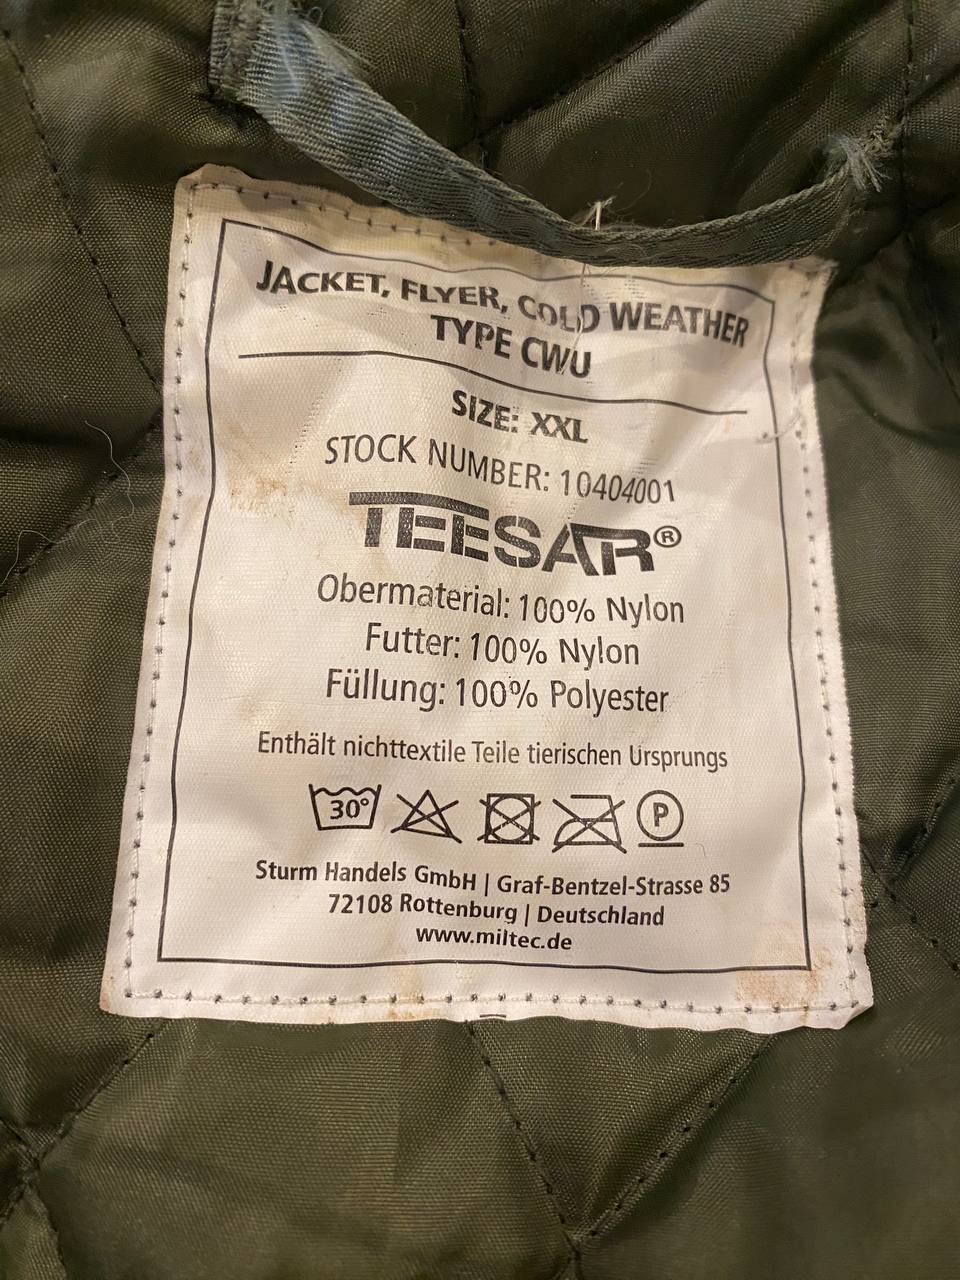 JACKET, FLYER, COLD WEATHER
TYPE CWU
SIZE: XXL
STOCK NUMBER: 10404001
TEESAR®
Obermaterial: 100% Nylon
Futter: 100% Nylon
Füllung: 100% Polyester
Enthält nichttextile Teile tierischen Ursprungs
30° P
Sturm Handels GmbH | Graf-Bentzel-Strasse 85
72108 Rottenburg | Deutschland
www.miltec.de